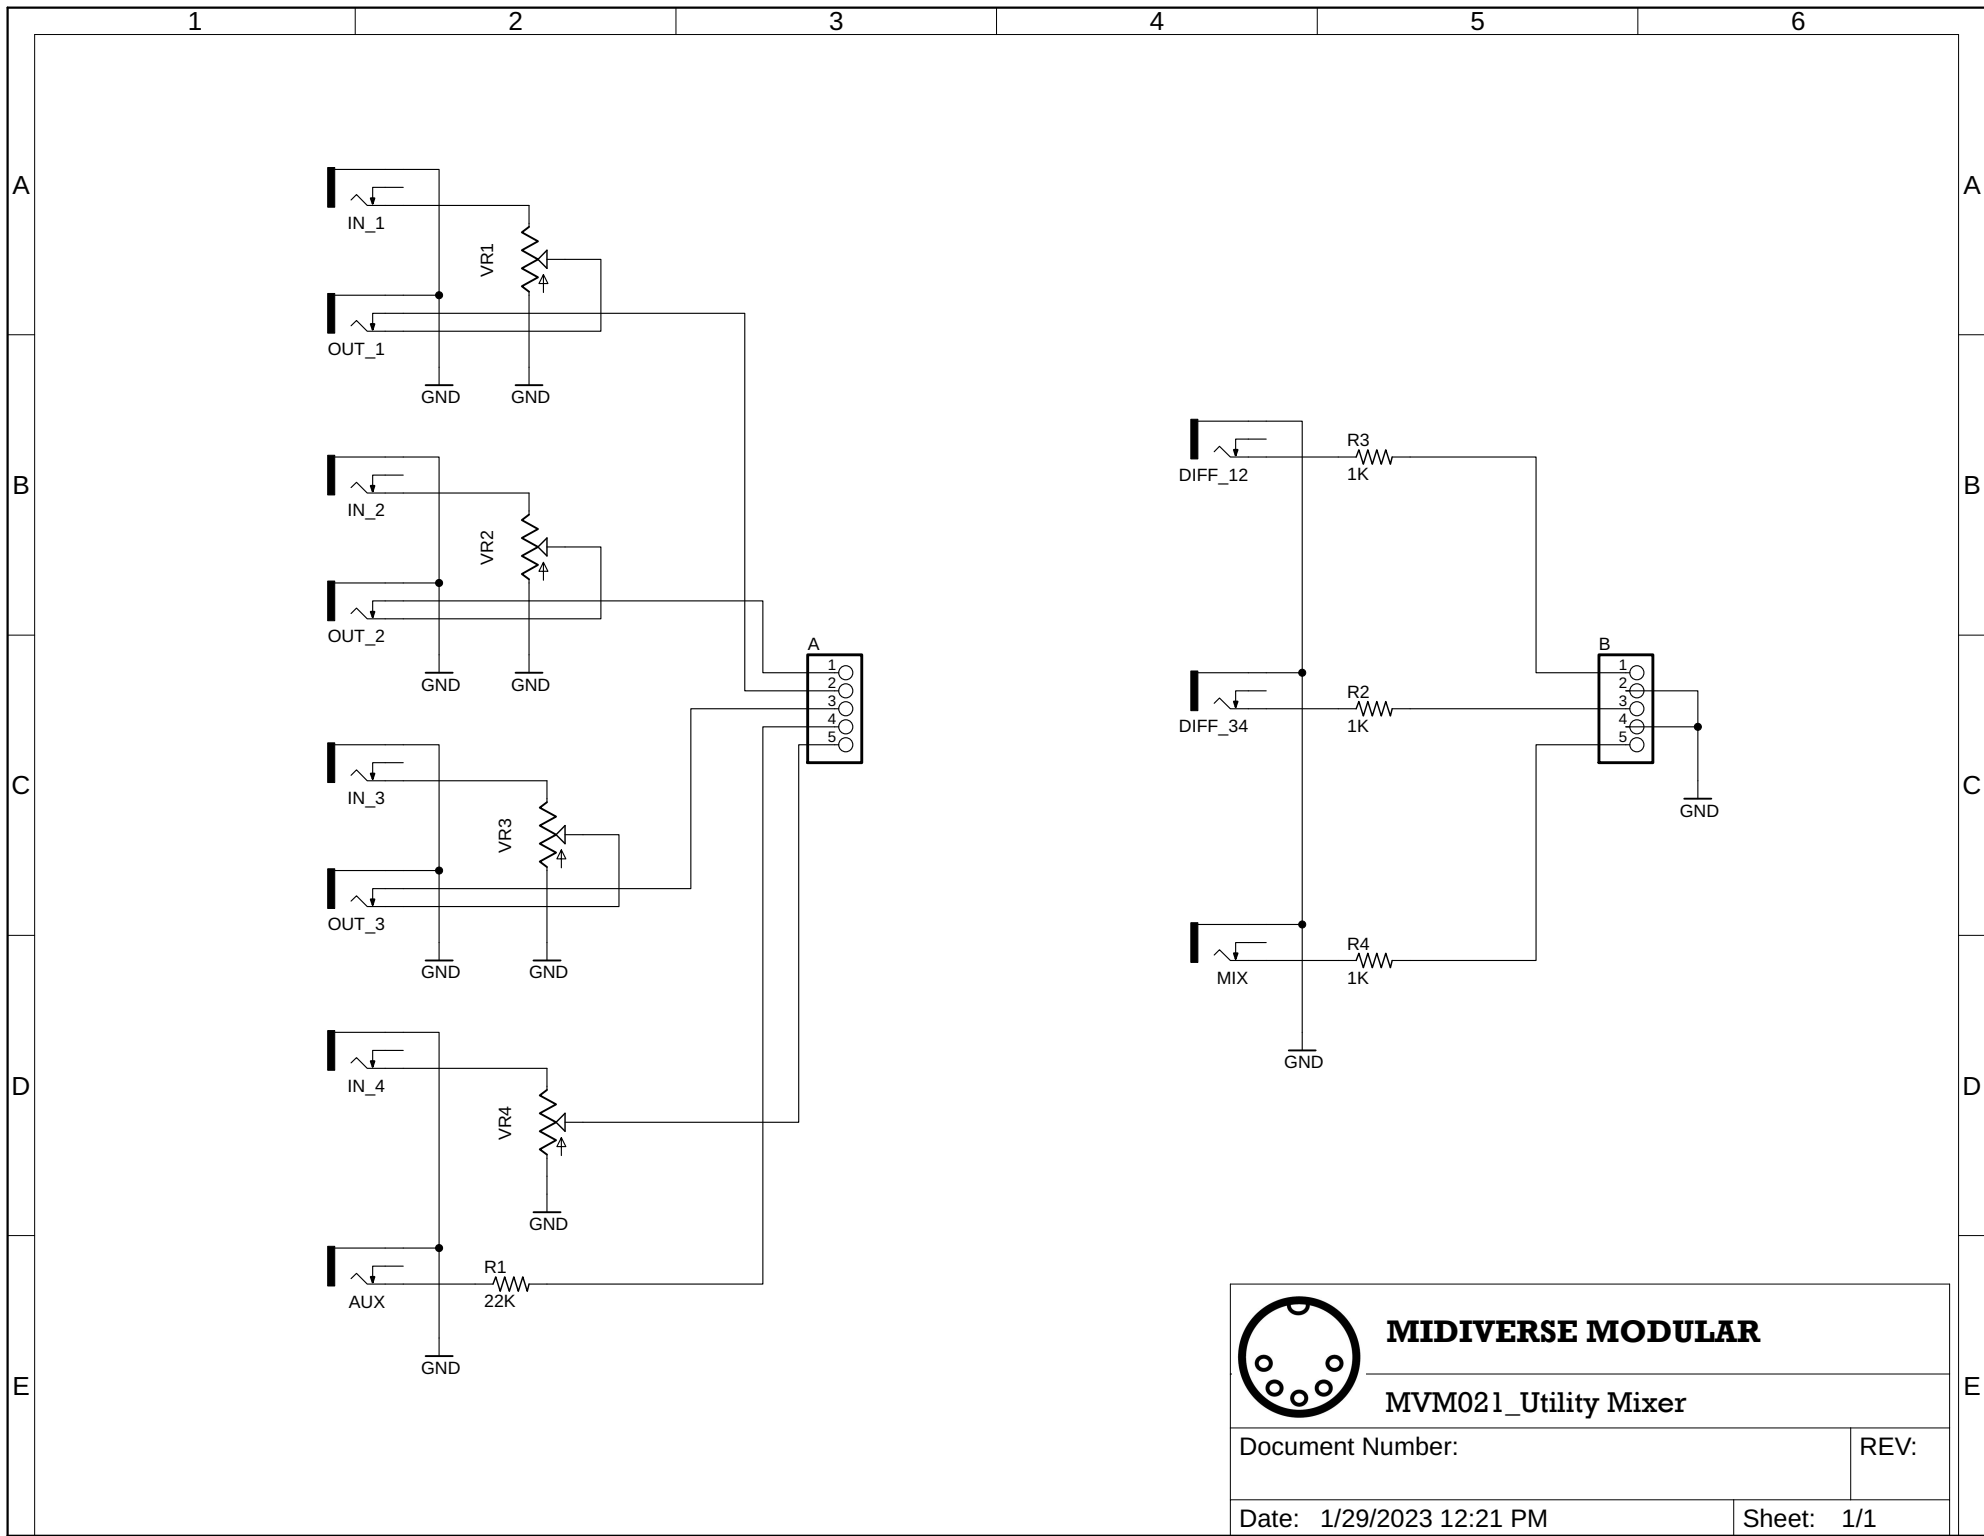 1 2 3 4 5 6
A A
IN_1
VR1
OUT_1
GND GND
B B
IN_2
VR2
OUT_2
GND GND
A
1
2
3
4
5
C C
IN_3
VR3
OUT_3
GND GND
D D
IN_4
VR4
GND
AUX
R1
22K
GND
E E
DIFF_12
R3
1K
DIFF_34
R2
1K
MIX
R4
1K
GND
B
1
2
3
4
5
GND
MIDIVERSE MODULAR
MVM021_Utility Mixer
Document Number:
REV:
Date: 1/29/2023 12:21 PM
Sheet: 1/1